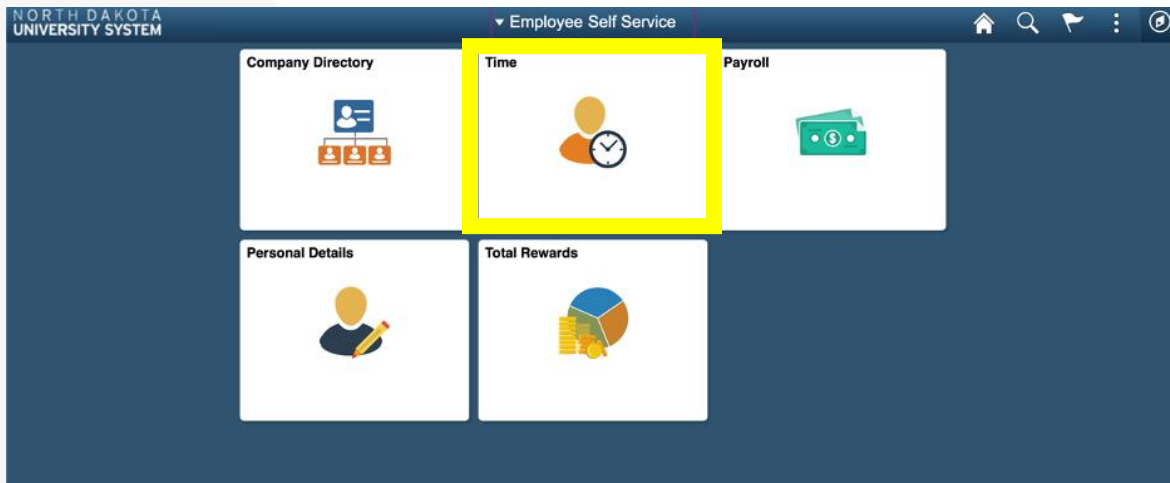 NORTH DAKOTA
UNIVERSITY SYSTEM
Employee Self Service
Company Directory
Time
Payroll
Personal Details
Total Rewards